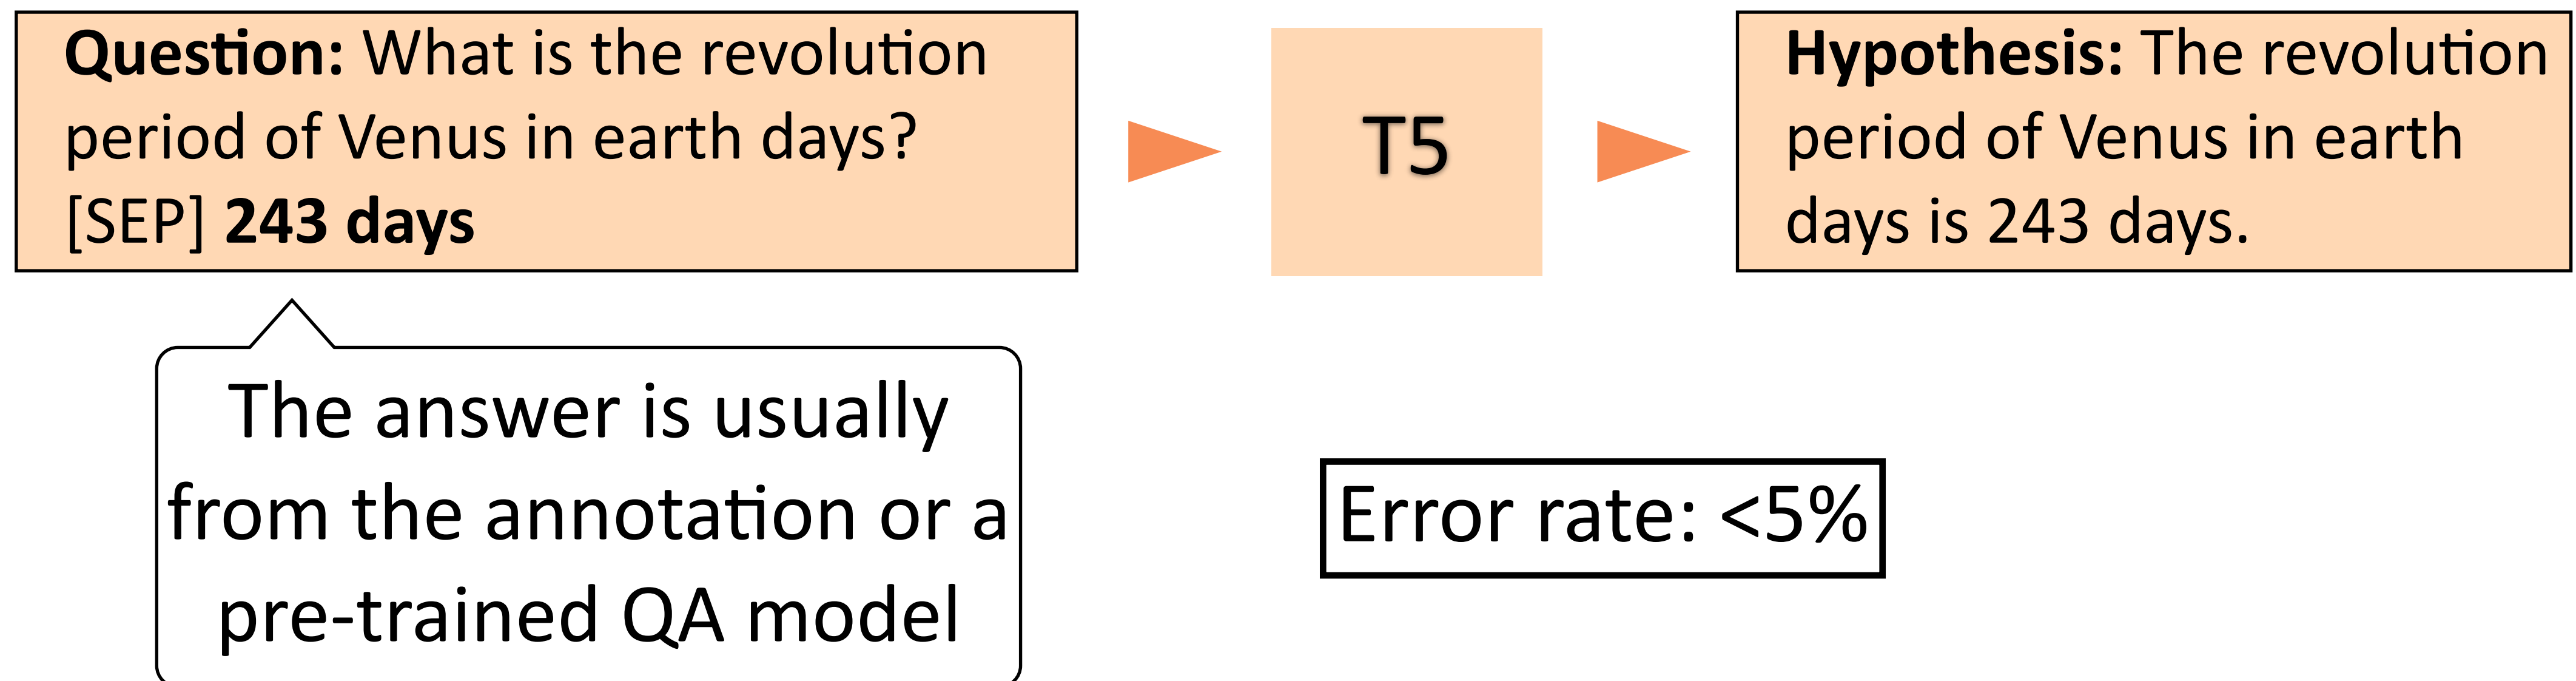 Question: What is the revolution
period of Venus in earth days?
[SEP] 243 days
T5
Hypothesis: The revolution
period of Venus in earth
days is 243 days.
The answer is usually
from the annotation or a
pre-trained QA model
Error rate: <5%